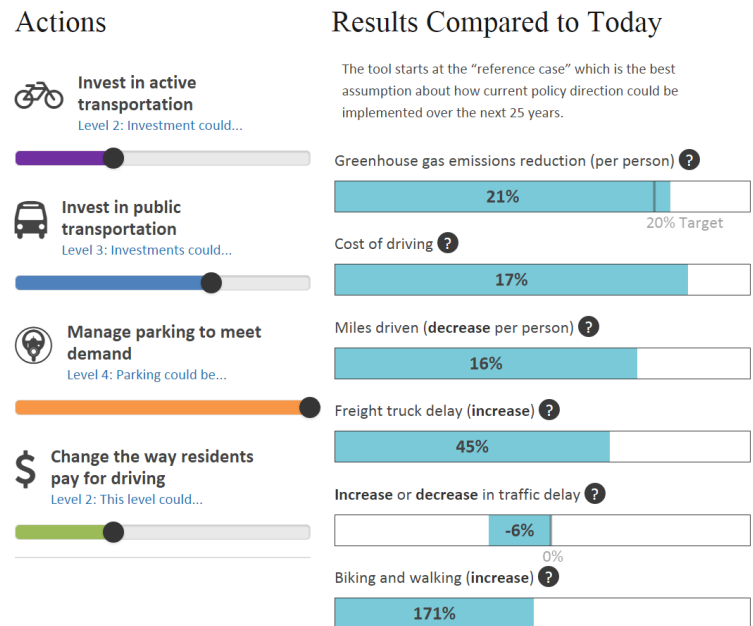 Actions
Invest in active
transportation
Level 2: Investment could...
Invest in public
transportation
Level 3: Investments could...
Manage parking to meet
demand
Level 4: Parking could be...
$
Change the way residents
pay for driving
Level 2: This level could...
Results Compared to Today
The tool starts at the “reference case” which is the best
assumption about how current policy direction could be
implemented over the next 25 years.
Greenhouse gas emissions reduction (per person) ?
21%
20% Target
Cost of driving ?
17%
Miles driven (decrease per person) ?
16%
Freight truck delay (increase) ?
45%
Increase or decrease in traffic delay ?
-6%
0%
Biking and walking (increase) ?
171%